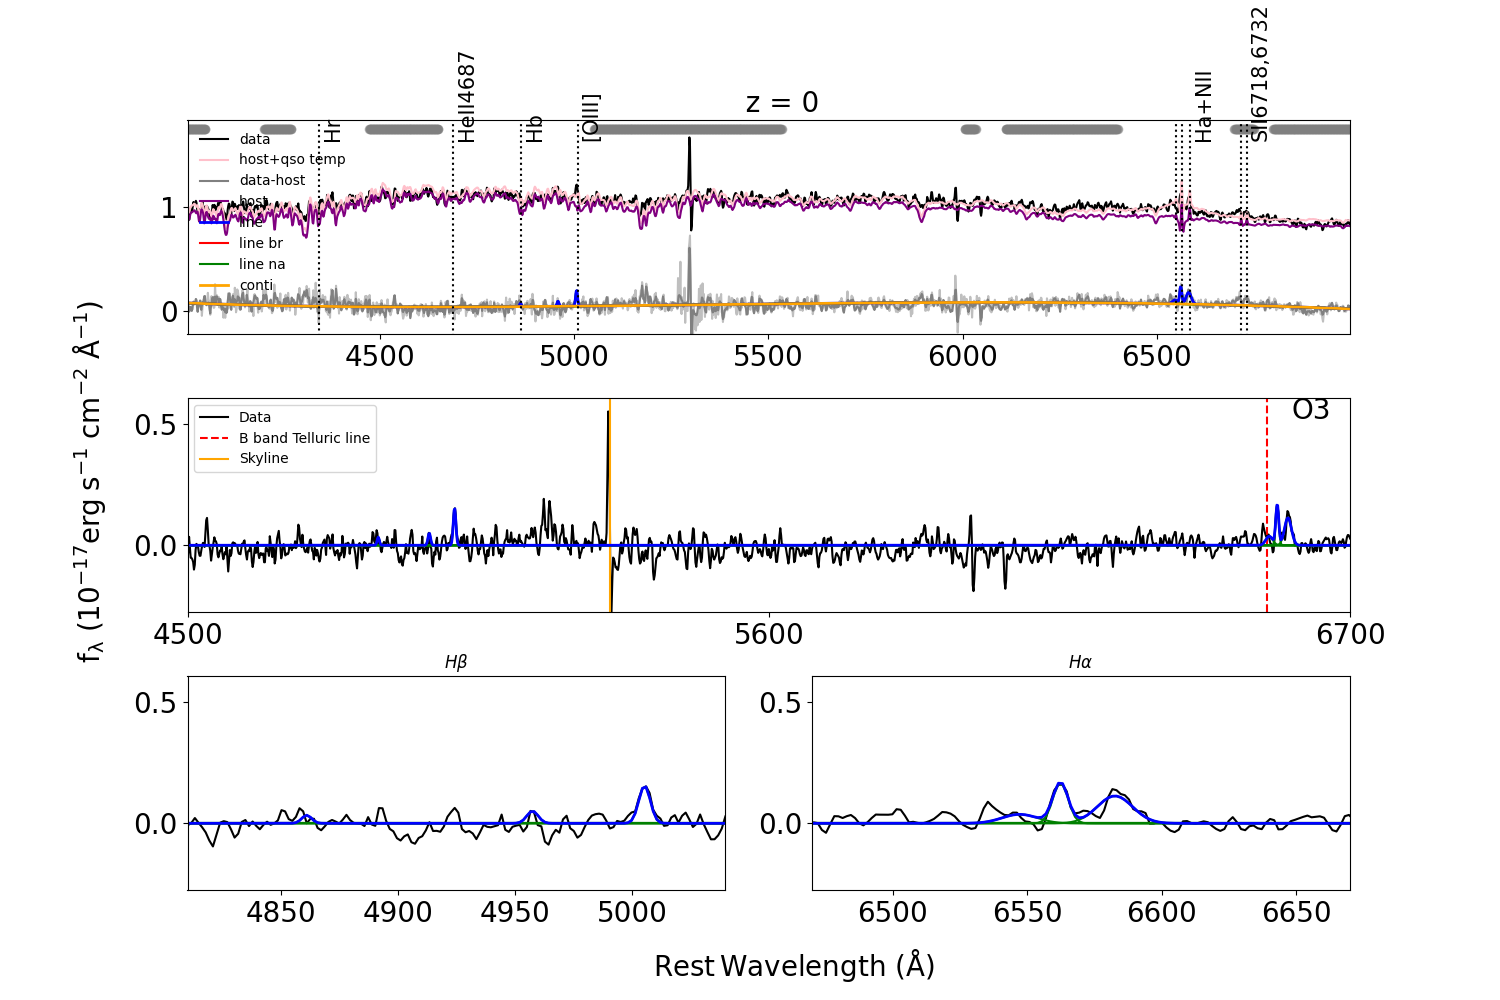 z = 0
Hr
HeII4687
Hb
[OIII]
Ha+NII
SII6718,6732
data
host+qso temp
data-host
host
line
line br
line na
conti
1
0
4500
5000
5500
6000
6500
fλ (10−17erg s−1 cm−2 Å−1)
O3
Data
B band Telluric line
Skyline
0.5
0.0
4500
5600
6700
Hβ
0.5
0.0
4850
4900
4950
5000
Hα
0.5
0.0
6500
6550
6600
6650
Rest Wavelength (Å)